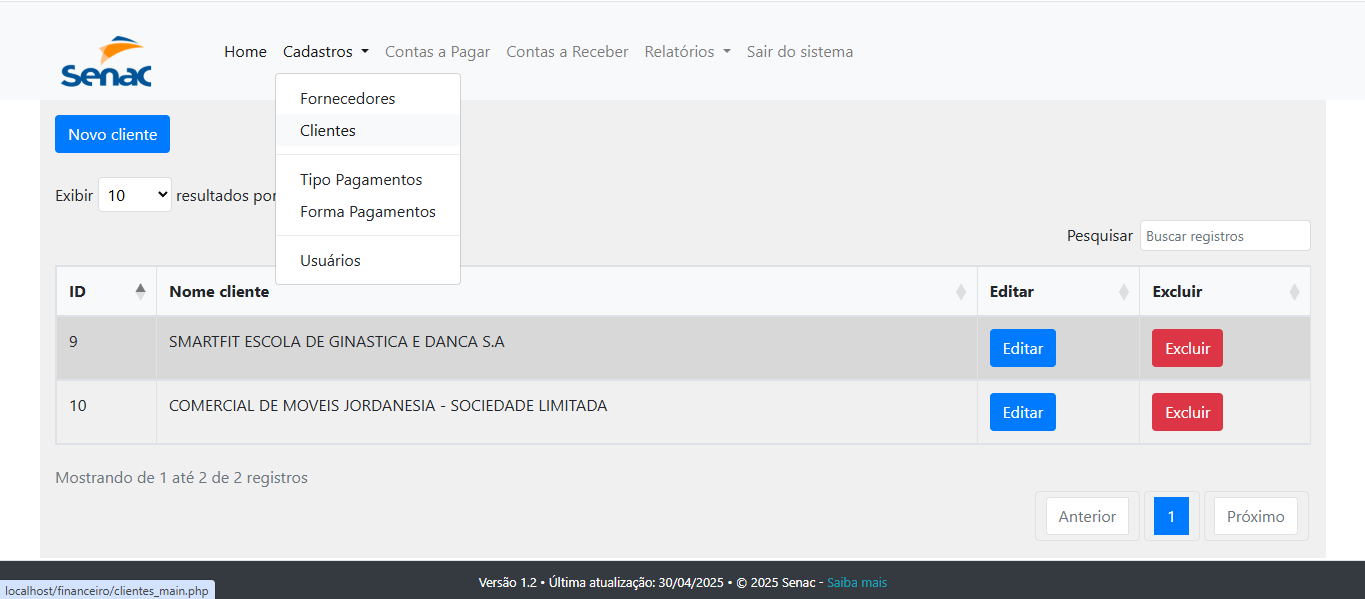 Senac
Home Cadastros Contas a Pagar Contas a Receber Relatórios Sair do sistema
Fornecedores
Clientes
Tipo Pagamentos
Forma Pagamentos
Usuários
Novo cliente
Exibir 10 resultados por
Pesquisar Buscar registros
ID Nome cliente Editar Excluir
9 SMARTFIT ESCOLA DE GINASTICA E DANCA S.A Editar Excluir
10 COMERCIAL DE MOVEIS JORDANESIA - SOCIEDADE LIMITADA Editar Excluir
Mostrando de 1 até 2 de 2 registros
Anterior 1 Próximo
Versão 1.2 • Última atualização: 30/04/2025 • © 2025 Senac - Saiba mais
localhost/financeiro/clientes_main.php